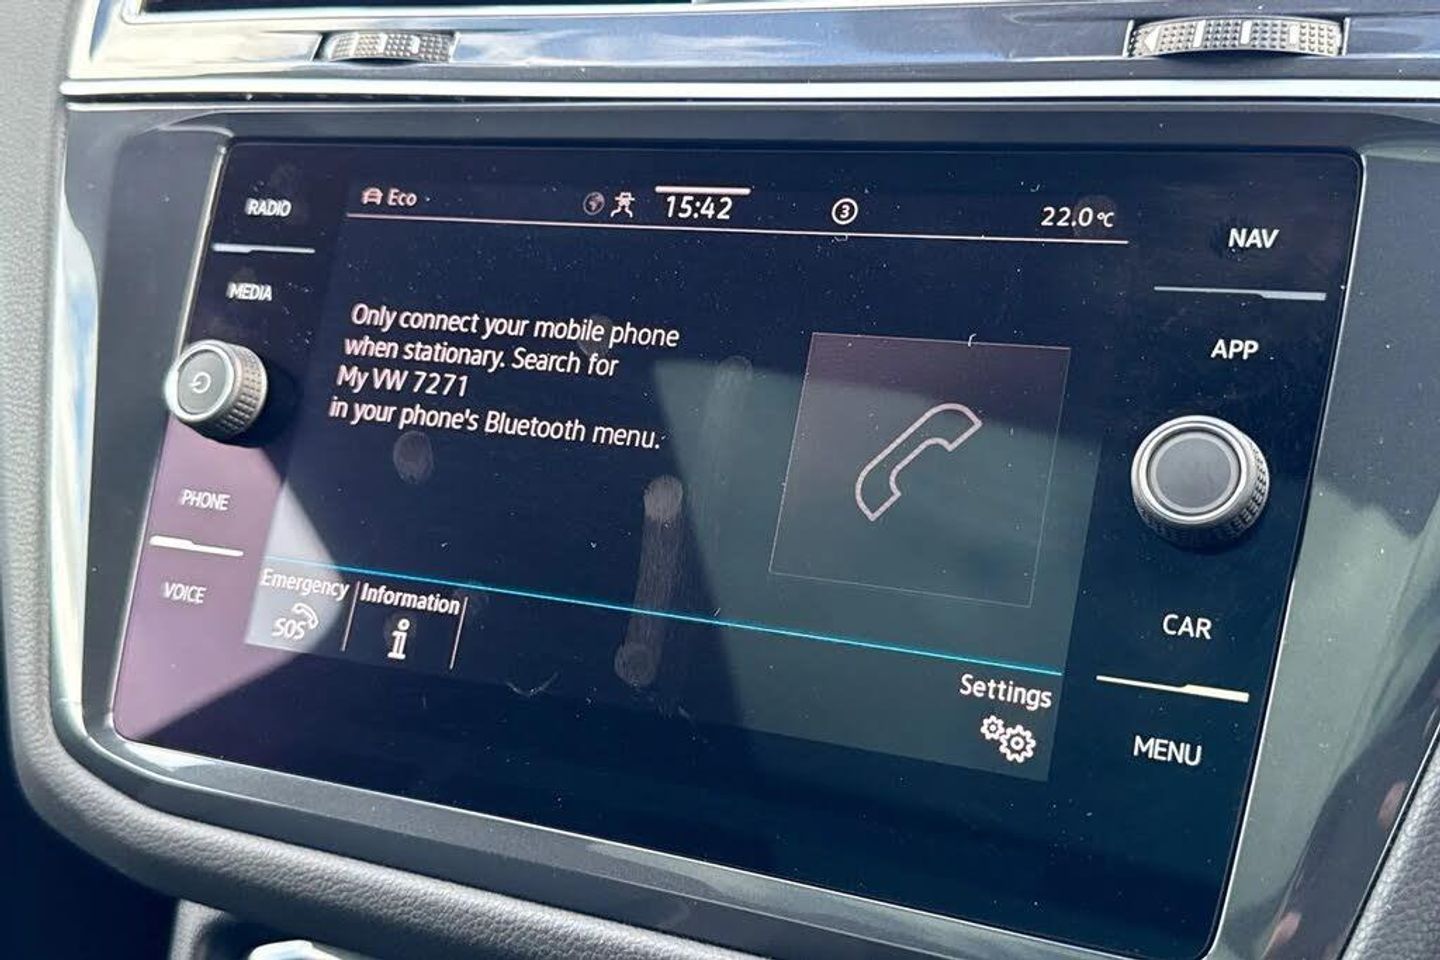 RADIO
MEDIA
PHONE
VOICE
Eco
15:42
3
22.0°C
Only connect your mobile phone
when stationary. Search for
My VW 7271
in your phone's Bluetooth menu.
Emergency
SOS
Information
i
Settings
NAV
APP
CAR
MENU